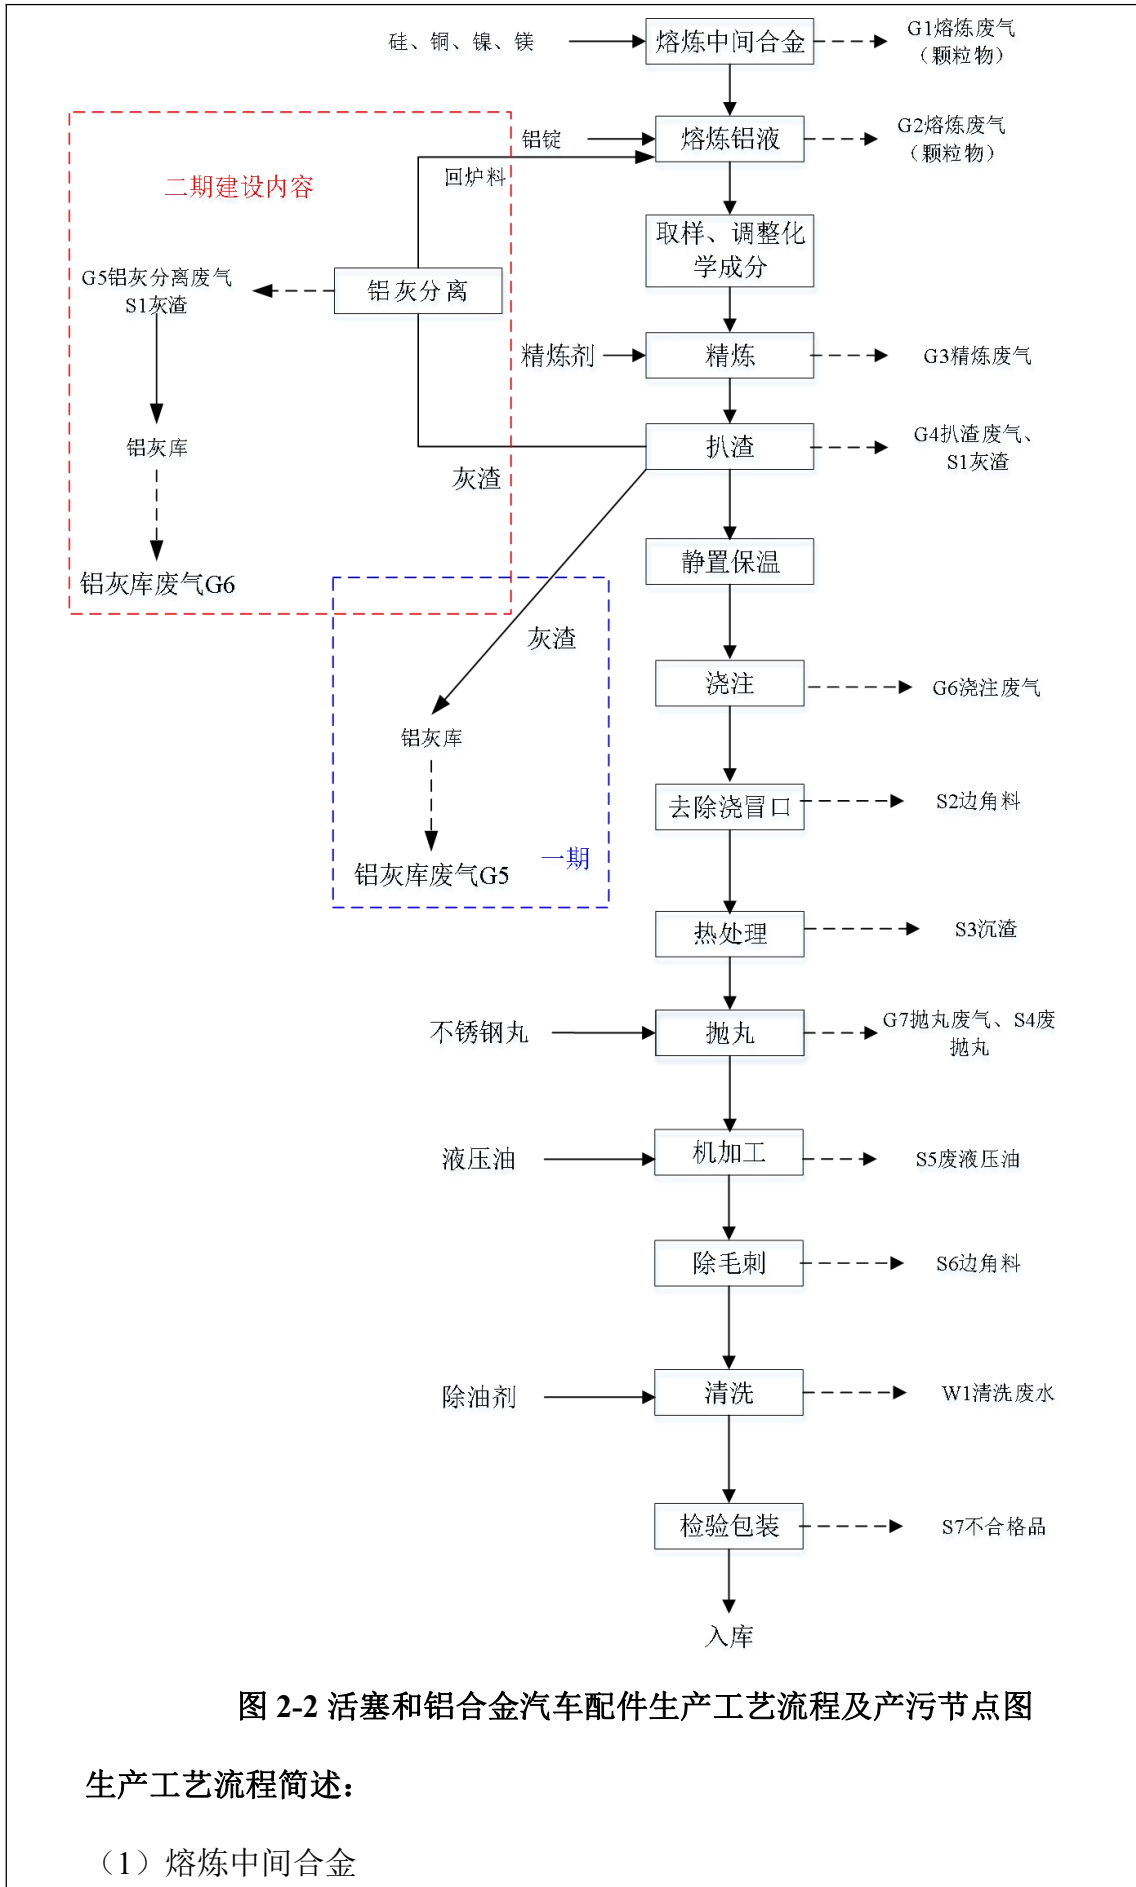 硅、铜、镍、镁
熔炼中间合金
G1熔炼废气
（颗粒物）
铝锭
熔炼铝液
G2熔炼废气
（颗粒物）
回炉料
二期建设内容
取样、调整化
学成分
G5铝灰分离废气
S1灰渣
铝灰分离
精炼剂
精炼
G3精炼废气
铝灰库
扒渣
G4扒渣废气、
S1灰渣
灰渣
静置保温
铝灰库废气G6
灰渣
浇注
G6浇注废气
铝灰库
去除浇冒口
S2边角料
一期
铝灰库废气G5
热处理
S3沉渣
不锈钢丸
抛丸
G7抛丸废气、S4废
抛丸
液压油
机加工
S5废液压油
除毛刺
S6边角料
除油剂
清洗
W1清洗废水
检验包装
S7不合格品
入库
图 2-2 活塞和铝合金汽车配件生产工艺流程及产污节点图
生产工艺流程简述：
（1）熔炼中间合金